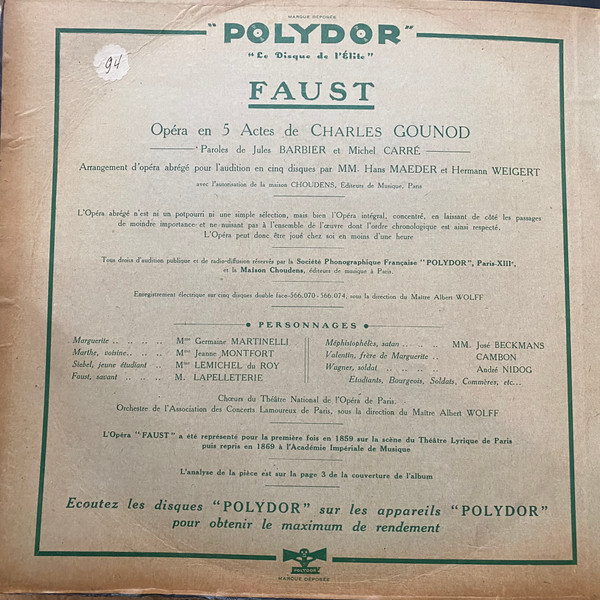 MARQUE DÉPOSÉE
"POLYDOR"
"Le Disque de l'Élite"
94
FAUST
Opéra en 5 Actes de CHARLES GOUNOD
Paroles de Jules BARBIER et Michel CARRÉ
Arrangement d'opéra abrégé pour l'audition en cinq disques par MM. Hans MAEDER et Hermann WEIGERT
avec l'autorisation de la maison CHOUDENS, Éditeurs de Musique, Paris
L'Opéra abrégé n'est ni un potpourri ni une simple sélection, mais bien l'Opéra intégral, concentré, en laissant de côté les passages
de moindre importance et ne nuisant pas à l'ensemble de l'œuvre dont l'ordre chronologique est ainsi respecté.
L'Opéra peut donc être joué chez soi en moins d'une heure
Tous droits d'audition publique et de radio-diffusion réservés par la Société Phonographique Française "POLYDOR", Paris-XIIIe,
et la Maison Choudens, éditeurs de musique à Paris.
Enregistrement électrique sur cinq disques double face-566.070-566.074, sous la direction du Maître Albert WOLFF
PERSONNAGES
Marguerite .. .. .. .. Mme Germaine MARTINELLI
Marthe, voisine.. .. .. Mme Jeanne MONTFORT
Siebel, jeune étudiant .. Mme LEMICHEL du ROY
Faust, savant .. .. .. M. LAPELLETERIE
Méphistophélès, satan .. .. .. MM. José BECKMANS
Valentin, frère de Marguerite .. CAMBON
Wagner, soldat .. .. .. .. André NIDOG
Etudiants, Bourgeois, Soldats, Commères, etc...
Chœurs du Théâtre National de l'Opéra de Paris.
Orchestre de l'Association des Concerts Lamoureux de Paris, sous la direction du Maître Albert WOLFF
L'Opéra "FAUST" a été représenté pour la première fois en 1859 sur la scène du Théâtre Lyrique de Paris
puis repris en 1869 à l'Académie Impériale de Musique
L'analyse de la pièce est sur la page 3 de la couverture de l'album
Ecoutez les disques "POLYDOR" sur les appareils "POLYDOR"
pour obtenir le maximum de rendement
POLYDOR
MARQUE DÉPOSÉE